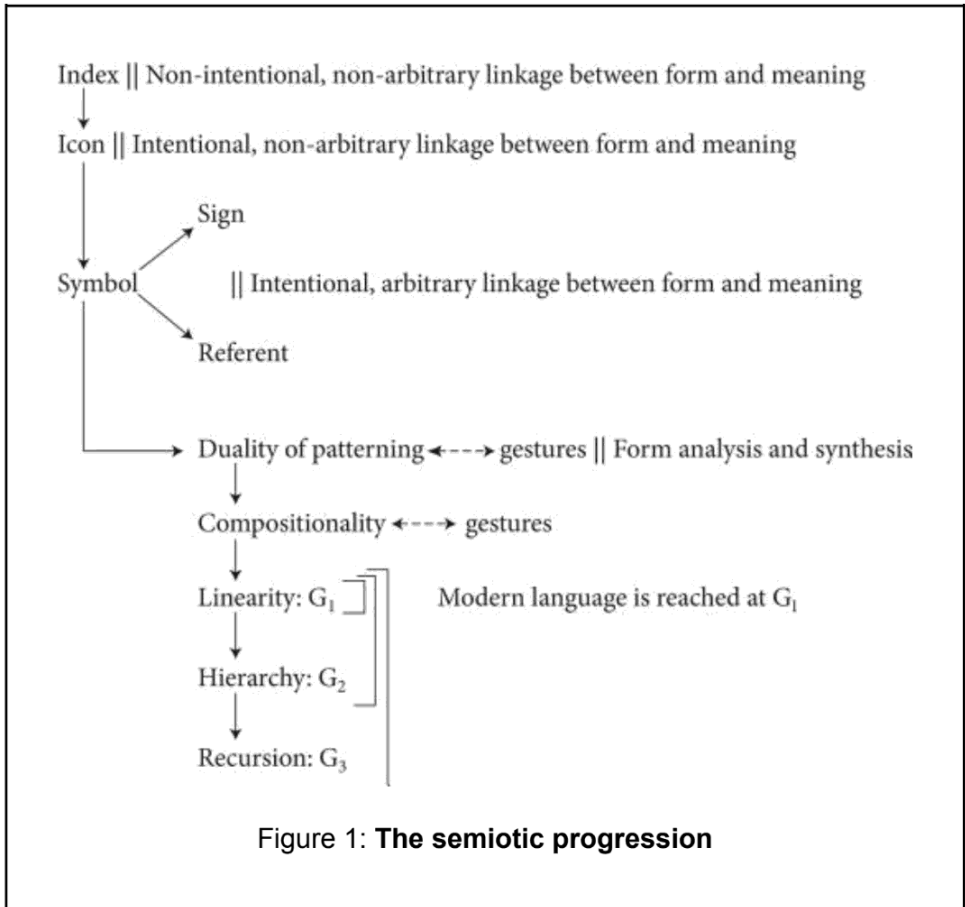 Index || Non-intentional, non-arbitrary linkage between form and meaning
Icon || Intentional, non-arbitrary linkage between form and meaning
Sign
Symbol || Intentional, arbitrary linkage between form and meaning
Referent
Duality of patterning gestures || Form analysis and synthesis
Compositionality gestures
Linearity: G₁ Modern language is reached at G₁
Hierarchy: G₂
Recursion: G₃
Figure 1: The semiotic progression